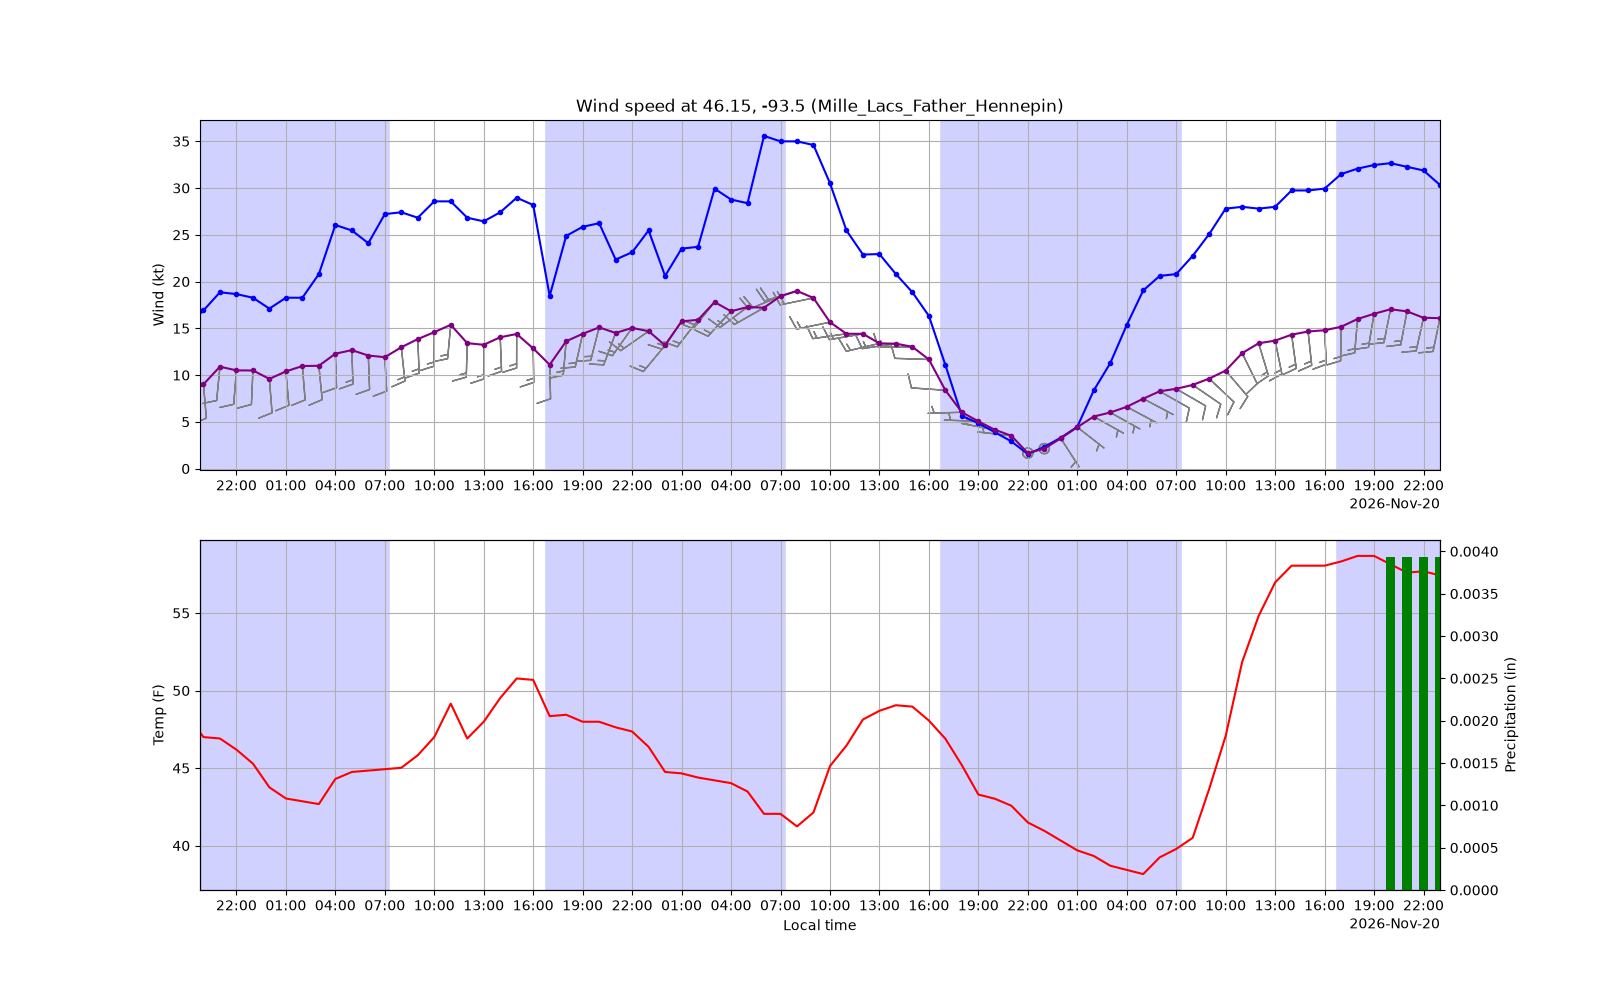 Wind speed at 46.15, -93.5 (Mille_Lacs_Father_Hennepin)
Wind (kt)
35
30
25
20
15
10
5
0
22:00 01:00 04:00 07:00 10:00 13:00 16:00 19:00 22:00 01:00 04:00 07:00 10:00 13:00 16:00 19:00 22:00 01:00 04:00 07:00 10:00 13:00 16:00 19:00 22:00
2026-Nov-20
Temp (F)
55
50
45
40
0.0040
0.0035
0.0030
0.0025
0.0020
0.0015
0.0010
0.0005
0.0000
Precipitation (in)
22:00 01:00 04:00 07:00 10:00 13:00 16:00 19:00 22:00 01:00 04:00 07:00 10:00 13:00 16:00 19:00 22:00 01:00 04:00 07:00 10:00 13:00 16:00 19:00 22:00
Local time
2026-Nov-20